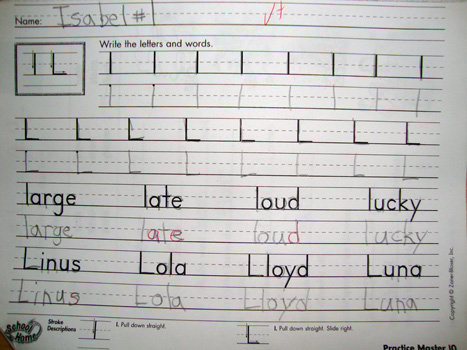 Name: Isabel #1 √+
Write the letters and words.
l L l l l l l l l l
l l l l l l l l
L L L L L L L L
L L L L L L L L
large late loud lucky
large late loud lucky
Linus Lola Lloyd Luna
Linus Lola Lloyd Luna
School Home Stroke Descriptions l 1. Pull down straight. L 1. Pull down straight. Slide right.
Practice Master 10
Copyright © Zaner-Bloser, Inc.